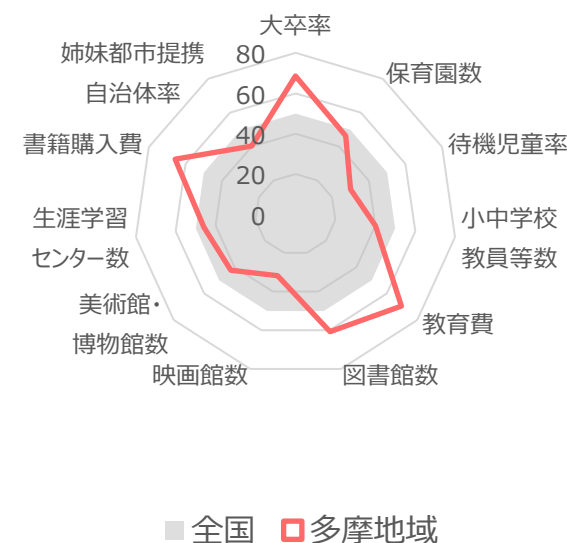 大卒率
保育園数
待機児童率
小中学校
教員等数
教育費
図書館数
映画館数
美術館・
博物館数
生涯学習
センター数
書籍購入費
姉妹都市提携
自治体率
80
60
40
20
0
全国
多摩地域